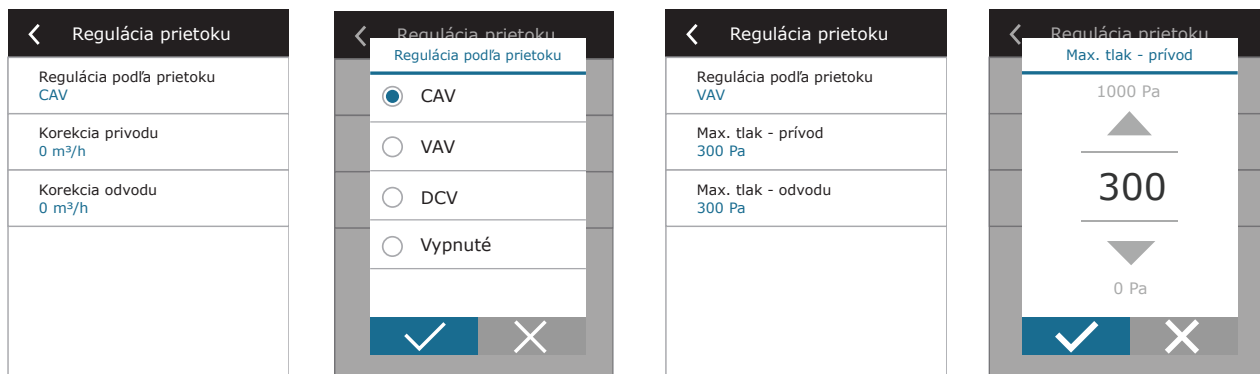 Regulácia prietoku
Regulácia podľa prietoku
CAV
Korekcia privodu
0 m³/h
Korekcia odvodu
0 m³/h
Regulácia prietoku
Regulácia podľa prietoku
CAV
VAV
DCV
Vypnuté
Regulácia prietoku
Regulácia podľa prietoku
VAV
Max. tlak - prívod
300 Pa
Max. tlak - odvodu
300 Pa
Regulácia prietoku
Max. tlak - prívod
1000 Pa
300
0 Pa